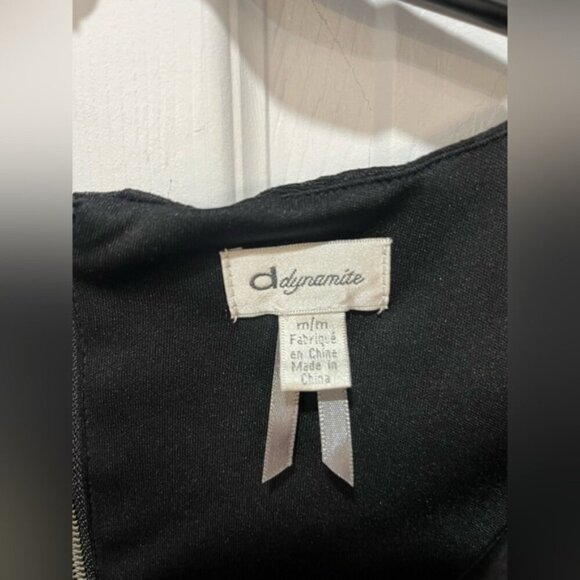 d dynamite
m/m
Fabriqué
en Chine
Made in
China